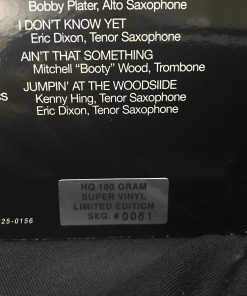 Bobby Plater, Alto Saxophone
I DON'T KNOW YET
Eric Dixon, Tenor Saxophone
AIN'T THAT SOMETHING
Mitchell "Booty" Wood, Trombone
JUMPIN' AT THE WOODSIIDE
cs
Kenny Hing, Tenor Saxophone
Eric Dixon, Tenor Saxophone
HQ 180 GRAM
SUPER VINYL
LIMITED EDITION
SEQ. #0081
25-0156